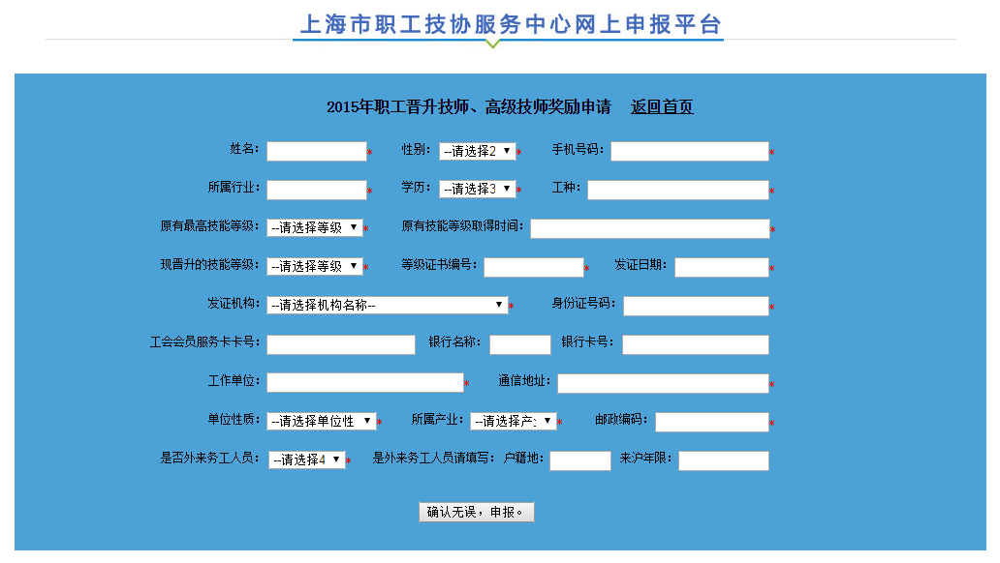 上海市职工技协服务中心网上申报平台
2015年职工晋升技师、高级技师奖励申请 返回首页
姓名： * 性别： --请选择2 * 手机号码： *
所属行业： * 学历： --请选择3 * 工种： *
原有最高技能等级： --请选择等级 * 原有技能等级取得时间： *
现晋升的技能等级： --请选择等级 * 等级证书编号： * 发证日期： *
发证机构： --请选择机构名称-- * 身份证号码： *
工会会员服务卡卡号： 银行名称： 银行卡号：
工作单位： * 通信地址： *
单位性质： --请选择单位性 * 所属产业： --请选择产 * 邮政编码： *
是否外来务工人员： --请选择4 * 是外来务工人员请填写： 户籍地： 来沪年限：
确认无误，申报。